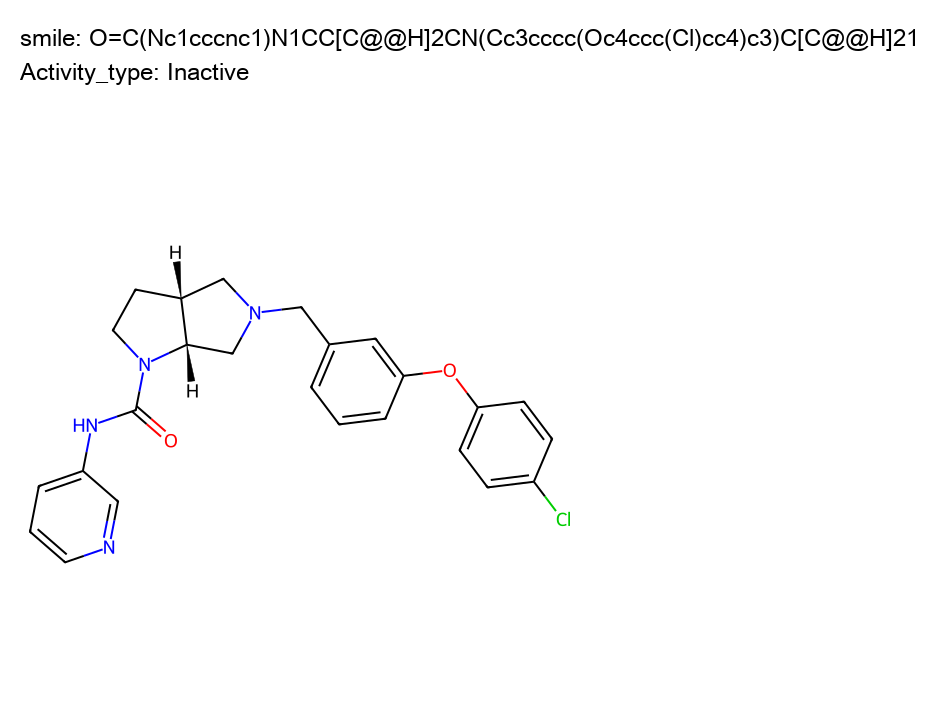 smile: O=C(Nc1cccnc1)N1CC[C@@H]2CN(Cc3cccc(Oc4ccc(Cl)cc4)c3)C[C@@H]21
Activity_type: Inactive
H
N
O
N
H
HN
O
Cl
N